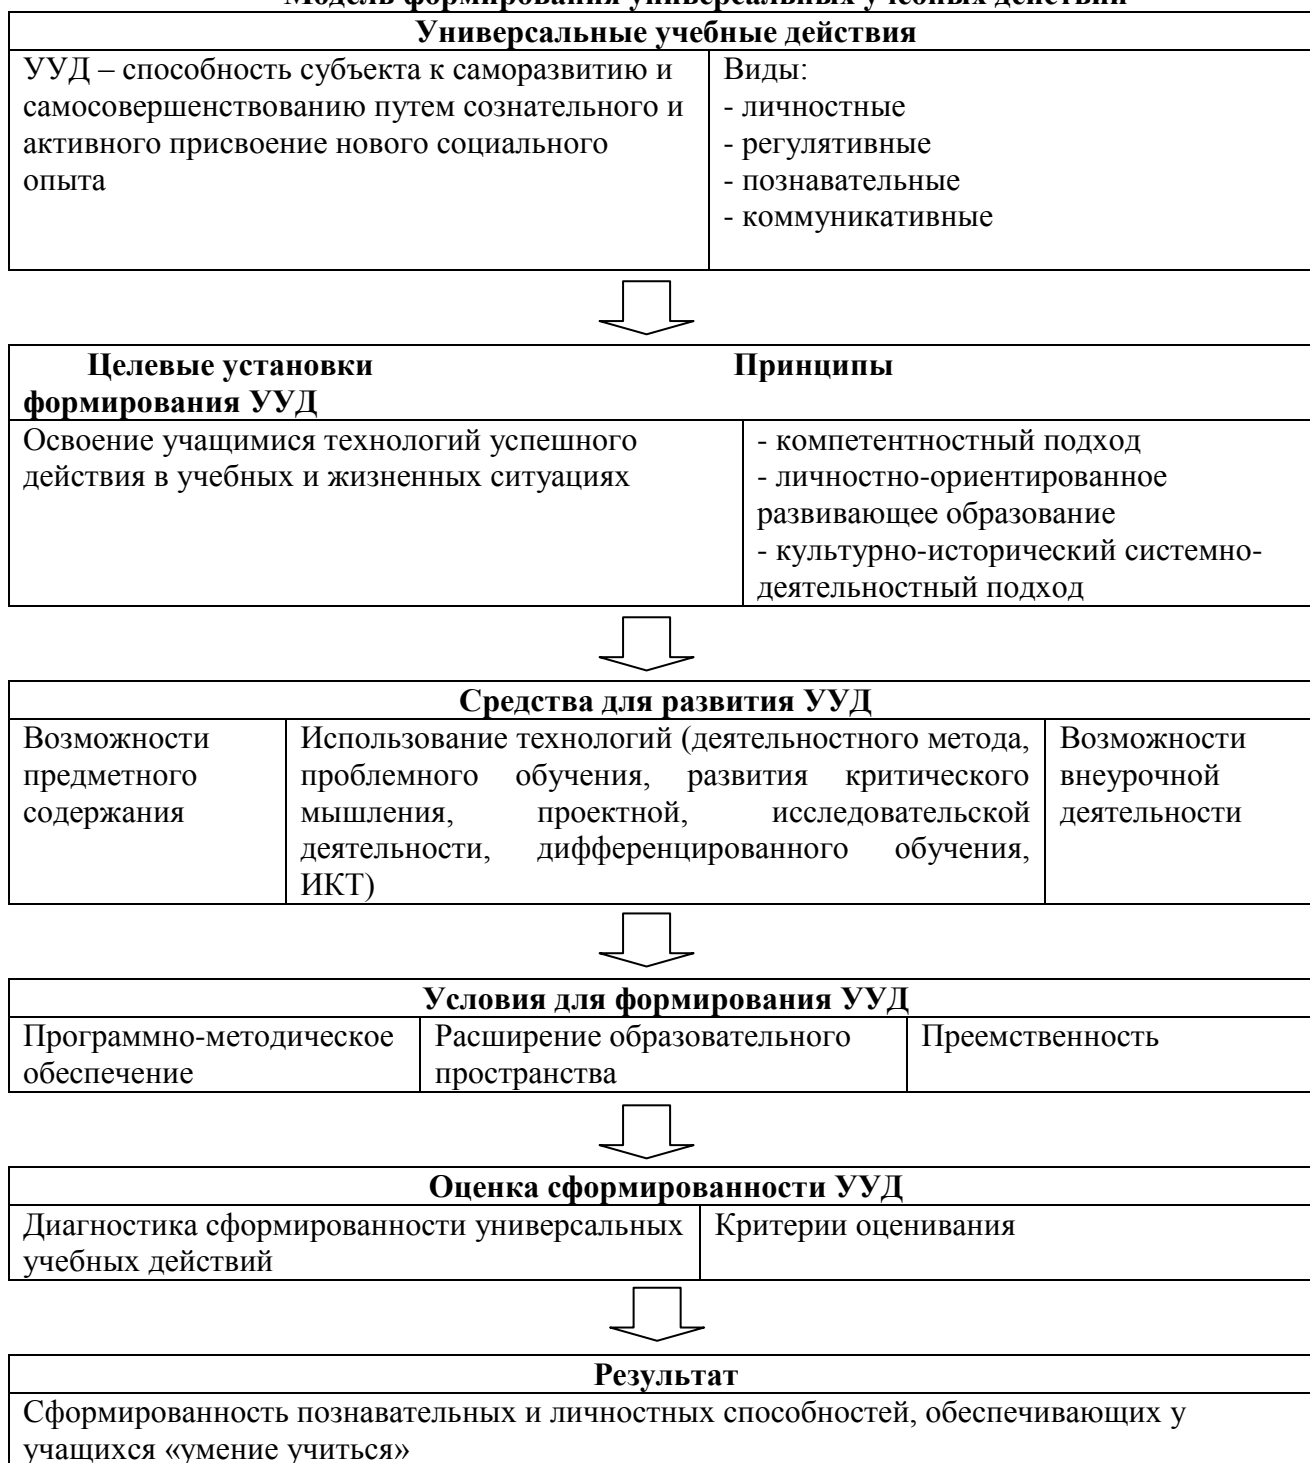 Модель формирования универсальных учебных действий
Универсальные учебные действия
УУД – способность субъекта к саморазвитию и
самосовершенствованию путем сознательного и
активного присвоение нового социального
опыта
Виды:
- личностные
- регулятивные
- познавательные
- коммуникативные
Целевые установки
формирования УУД
Принципы
Освоение учащимися технологий успешного
действия в учебных и жизненных ситуациях
- компетентностный подход
- личностно-ориентированное
развивающее образование
- культурно-исторический системно-
деятельностный подход
Средства для развития УУД
Возможности
предметного
содержания
Использование технологий (деятельностного метода,
проблемного обучения, развития критического
мышления, проектной, исследовательской
деятельности, дифференцированного обучения,
ИКТ)
Возможности
внеурочной
деятельности
Условия для формирования УУД
Программно-методическое
обеспечение
Расширение образовательного
пространства
Преемственность
Оценка сформированности УУД
Диагностика сформированности универсальных
учебных действий
Критерии оценивания
Результат
Сформированность познавательных и личностных способностей, обеспечивающих у
учащихся «умение учиться»